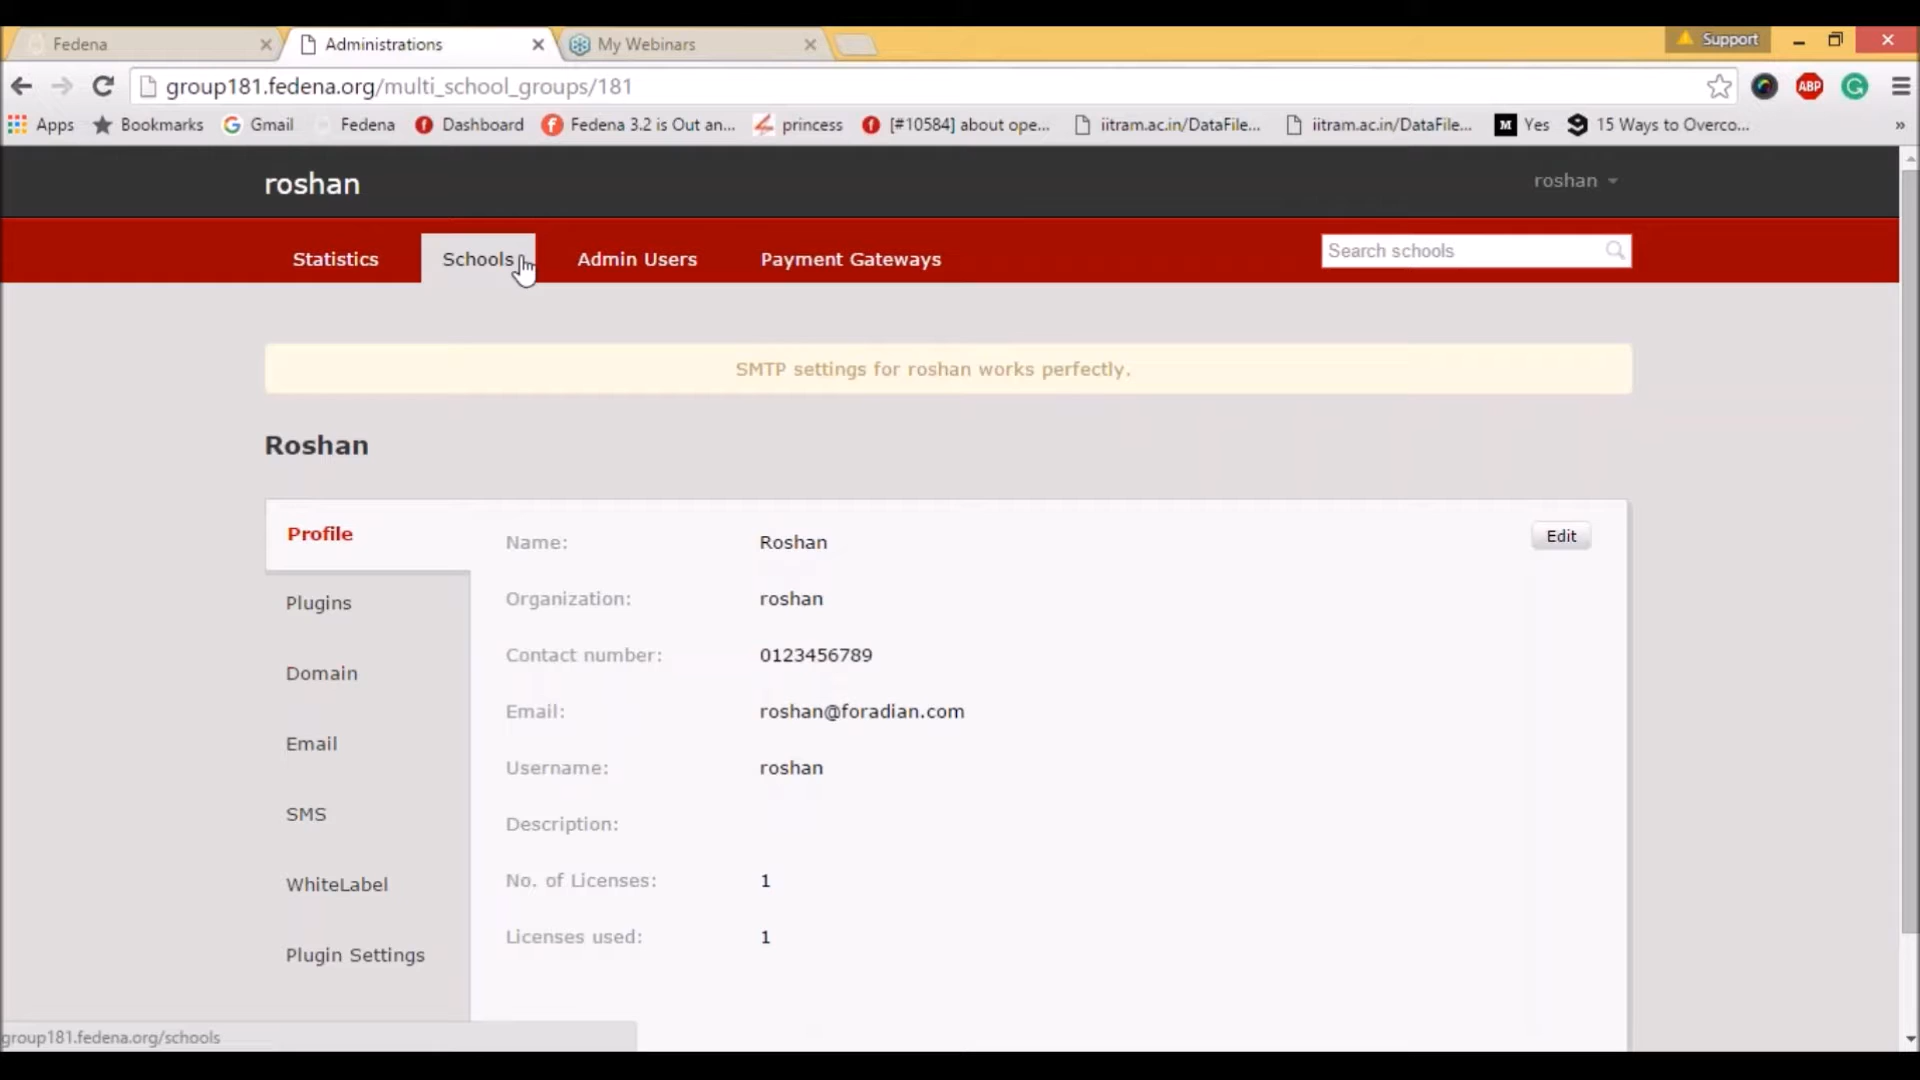 Fedena
Administrations
My Webinars
Support
group181.fedena.org/multi_school_groups/181
ABP
Apps
Bookmarks
Gmail
Fedena
Dashboard
Fedena 3.2 is Out an...
princess
[#10584] about ope...
iitram.ac.in/DataFile...
iitram.ac.in/DataFile...
M
Yes
15 Ways to Overco...
»
roshan
roshan
Statistics
Schools
Admin Users
Payment Gateways
Search schools
SMTP settings for roshan works perfectly.
Roshan
Profile
Plugins
Domain
Email
SMS
WhiteLabel
Plugin Settings
Name: Roshan
Edit
Organization: roshan
Contact number: 0123456789
Email: roshan@foradian.com
Username: roshan
Description:
No. of Licenses: 1
Licenses used: 1
group181.fedena.org/schools